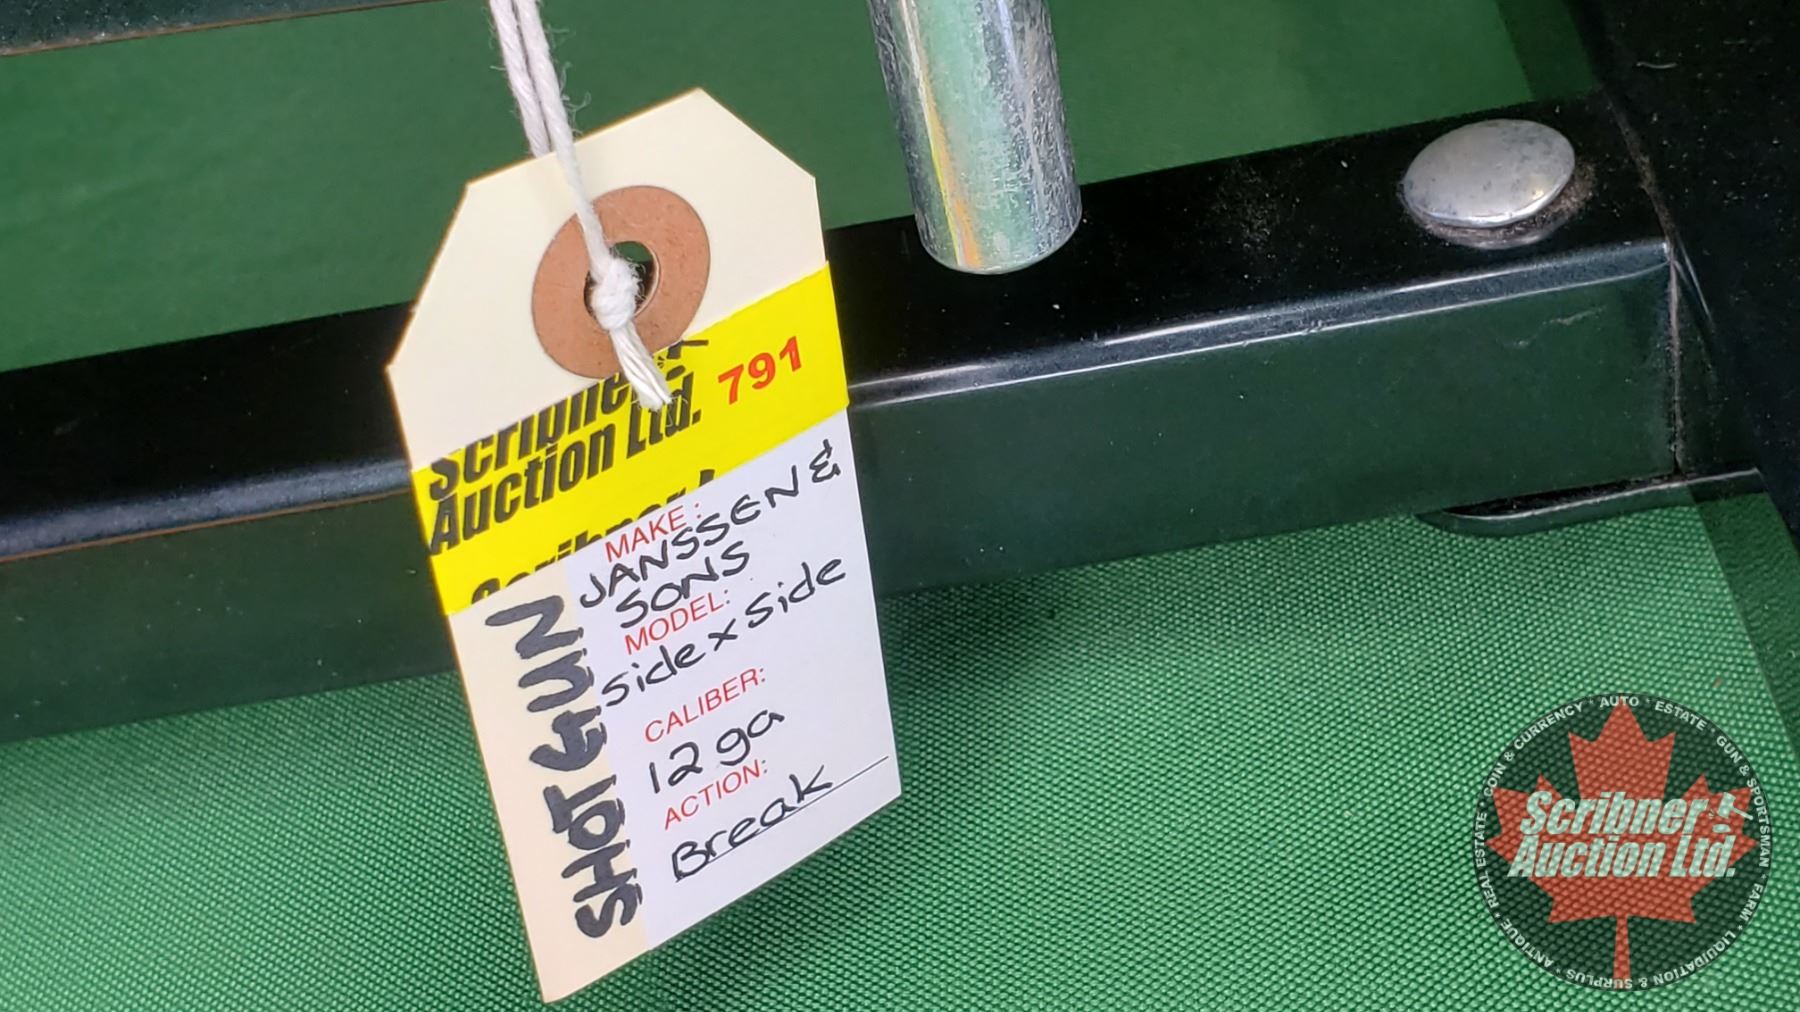 Scribner
Auction Ltd. 791
MAKE:
JANSSEN &
SONS
MODEL:
side x side
CALIBER:
12 ga
ACTION:
Break
SHOTGUN
Scribner
Auction Ltd.
* AUTO * ESTATE * GUN & SPORTSMAN * FARM * LIQUIDATION & SURPLUS * ANTIQUE * REAL ESTATE * COIN & CURRENCY